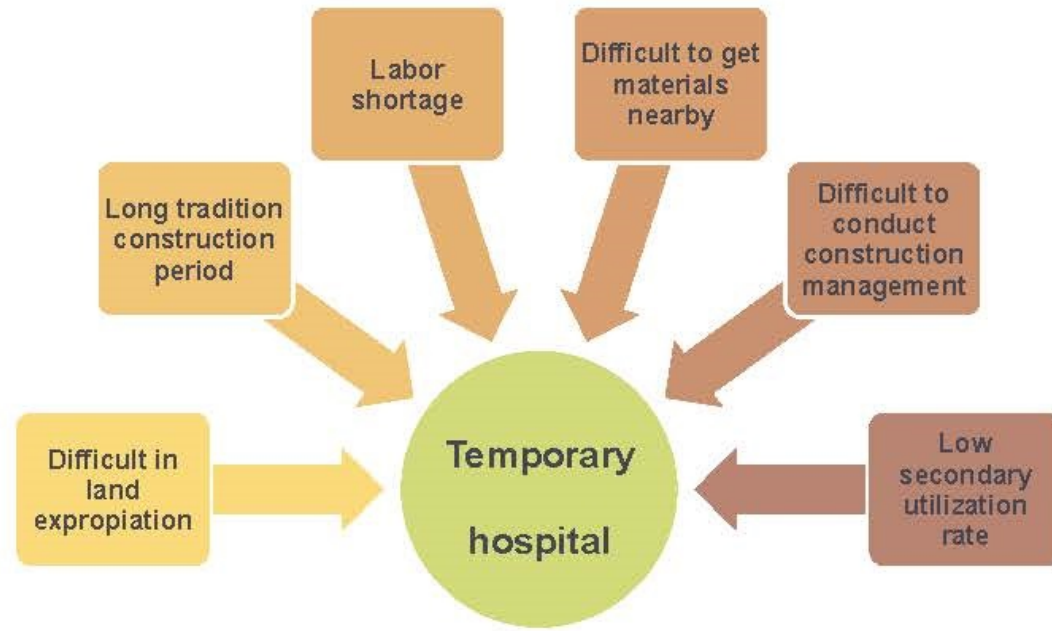 Difficult in
land
expropiation
Long tradition
construction
period
Labor
shortage
Difficult to get
materials
nearby
Difficult to
conduct
construction
management
Low
secondary
utilization
rate
Temporary
hospital